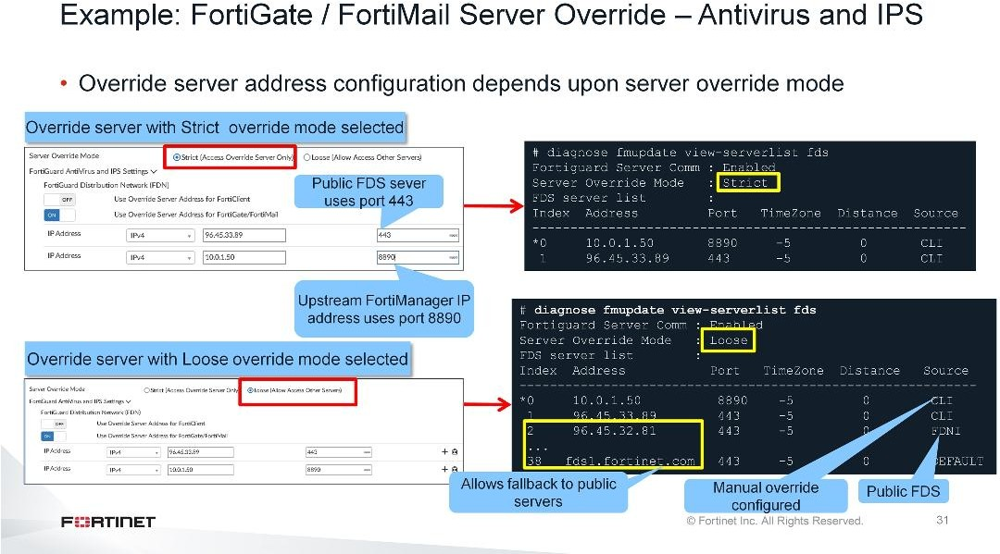 Example: FortiGate / FortiMail Server Override – Antivirus and IPS
• Override server address configuration depends upon server override mode
Override server with Strict override mode selected
Server Override Mode
Strict (Access Override Server Only)
Loose (Allow Access Other Servers)
FortiGuard AntiVirus and IPS Settings
FortiGuard Distribution Network (FDN)
OFF
Use Override Server Address for FortiClient
ON
Use Override Server Address for FortiGate/FortiMail
IP Address
IPv4
96.45.33.89
443
IP Address
IPv4
10.0.1.50
8890
Public FDS sever
uses port 443
Upstream FortiManager IP
address uses port 8890
# diagnose fmupdate view-serverlist fds
Fortiguard Server Comm : Enabled
Server Override Mode : Strict
FDS server list :
Index Address Port TimeZone Distance Source
*0 10.0.1.50 8890 -5 0 CLI
1 96.45.33.89 443 -5 0 CLI
Override server with Loose override mode selected
Server Override Mode
Strict (Access Override Server Only
Loose (Allow Access Other Servers)
FortiGuard AntiVirus and IPS Settings
FortiGuard Distribution Network (FDN)
OFF
Use Override Server Address for FortiClient
ON
Use Override Server Address for FortiGate/FortiMail
IP Address
IPv4
96.45.33.89
443
IP Address
IPv4
10.0.1.50
8890
# diagnose fmupdate view-serverlist fds
Fortiguard Server Comm : Enabled
Server Override Mode : Loose
FDS server list :
Index Address Port TimeZone Distance Source
*0 10.0.1.50 8890 -5 0 CLI
1 96.45.33.89 443 -5 0 CLI
2 96.45.32.81 443 -5 0 FDNI
...
38 fds1.fortinet.com 443 -5 0 DEFAULT
Allows fallback to public
servers
Manual override
configured
Public FDS
FORTINET
© Fortinet Inc. All Rights Reserved.
31